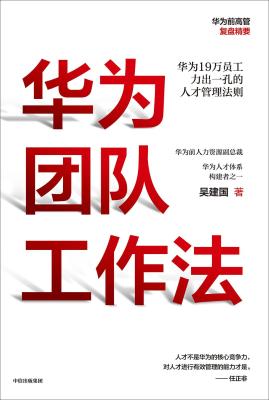 华为前高管
复盘精要
华为19万员工
力出一孔的
人才管理法则
华为
团队
工作法
华为前人力资源副总裁
华为人才体系
构建者之一
吴建国 著
人才不是华为的核心竞争力，
对人才进行有效管理的能力才是。
——任正非
中信出版集团